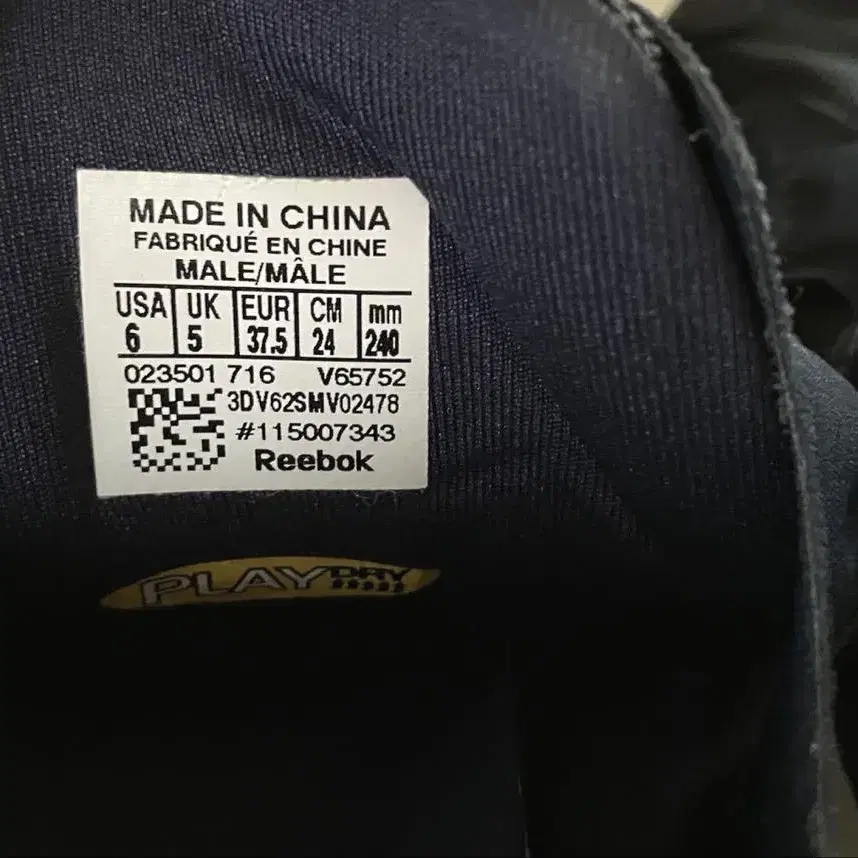 MADE IN CHINA
FABRIQUÉ EN CHINE
MALE/MÂLE
USA UK EUR CM mm
6 5 37.5 24 240
023501 716 V65752
3DV62SMV02478
#115007343
Reebok
PLAYDRY